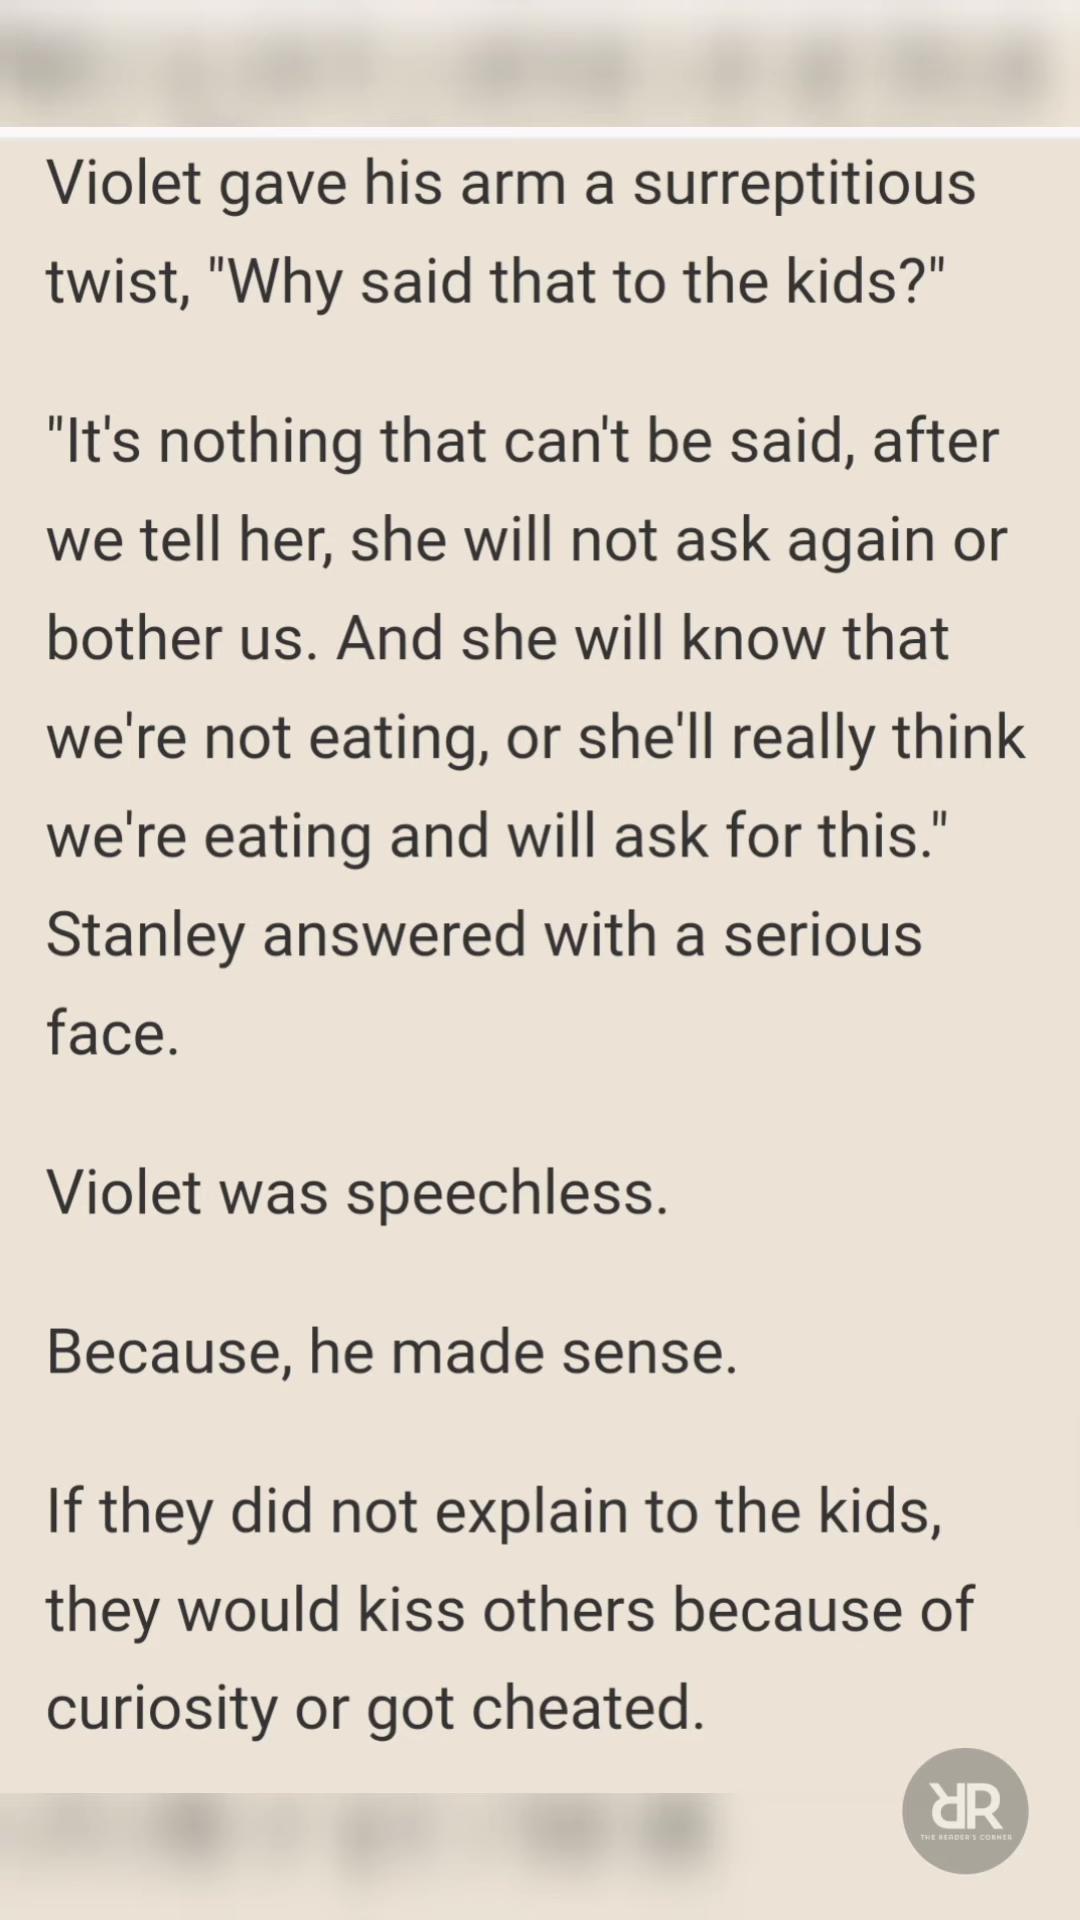 Violet gave his arm a surreptitious
twist, "Why said that to the kids?"
"It's nothing that can't be said, after
we tell her, she will not ask again or
bother us. And she will know that
we're not eating, or she'll really think
we're eating and will ask for this."
Stanley answered with a serious
face.
Violet was speechless.
Because, he made sense.
If they did not explain to the kids,
they would kiss others because of
curiosity or got cheated.
RR
THE READER'S CORNER